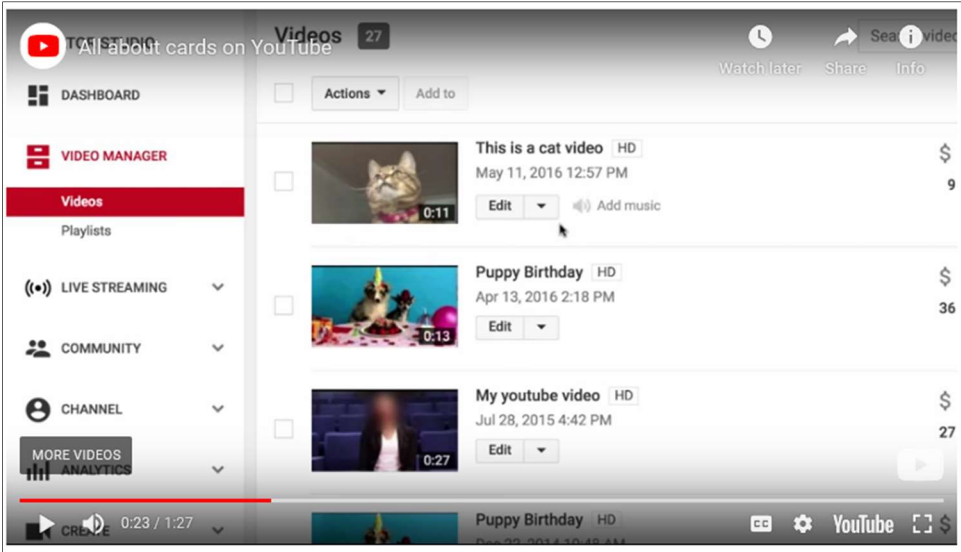 All about cards on YouTube
Videos 27
Watch later
Share
Info
DASHBOARD
Actions
Add to
VIDEO MANAGER
Videos
Playlists
This is a cat video HD
May 11, 2016 12:57 PM
Edit
Add music
0:11
$
9
LIVE STREAMING
Puppy Birthday HD
Apr 13, 2016 2:18 PM
Edit
0:13
$
36
COMMUNITY
CHANNEL
My youtube video HD
Jul 28, 2015 4:42 PM
Edit
0:27
$
27
MORE VIDEOS
ANALYTICS
CREATE
0:23 / 1:27
Puppy Birthday HD
CC
YouTube
$